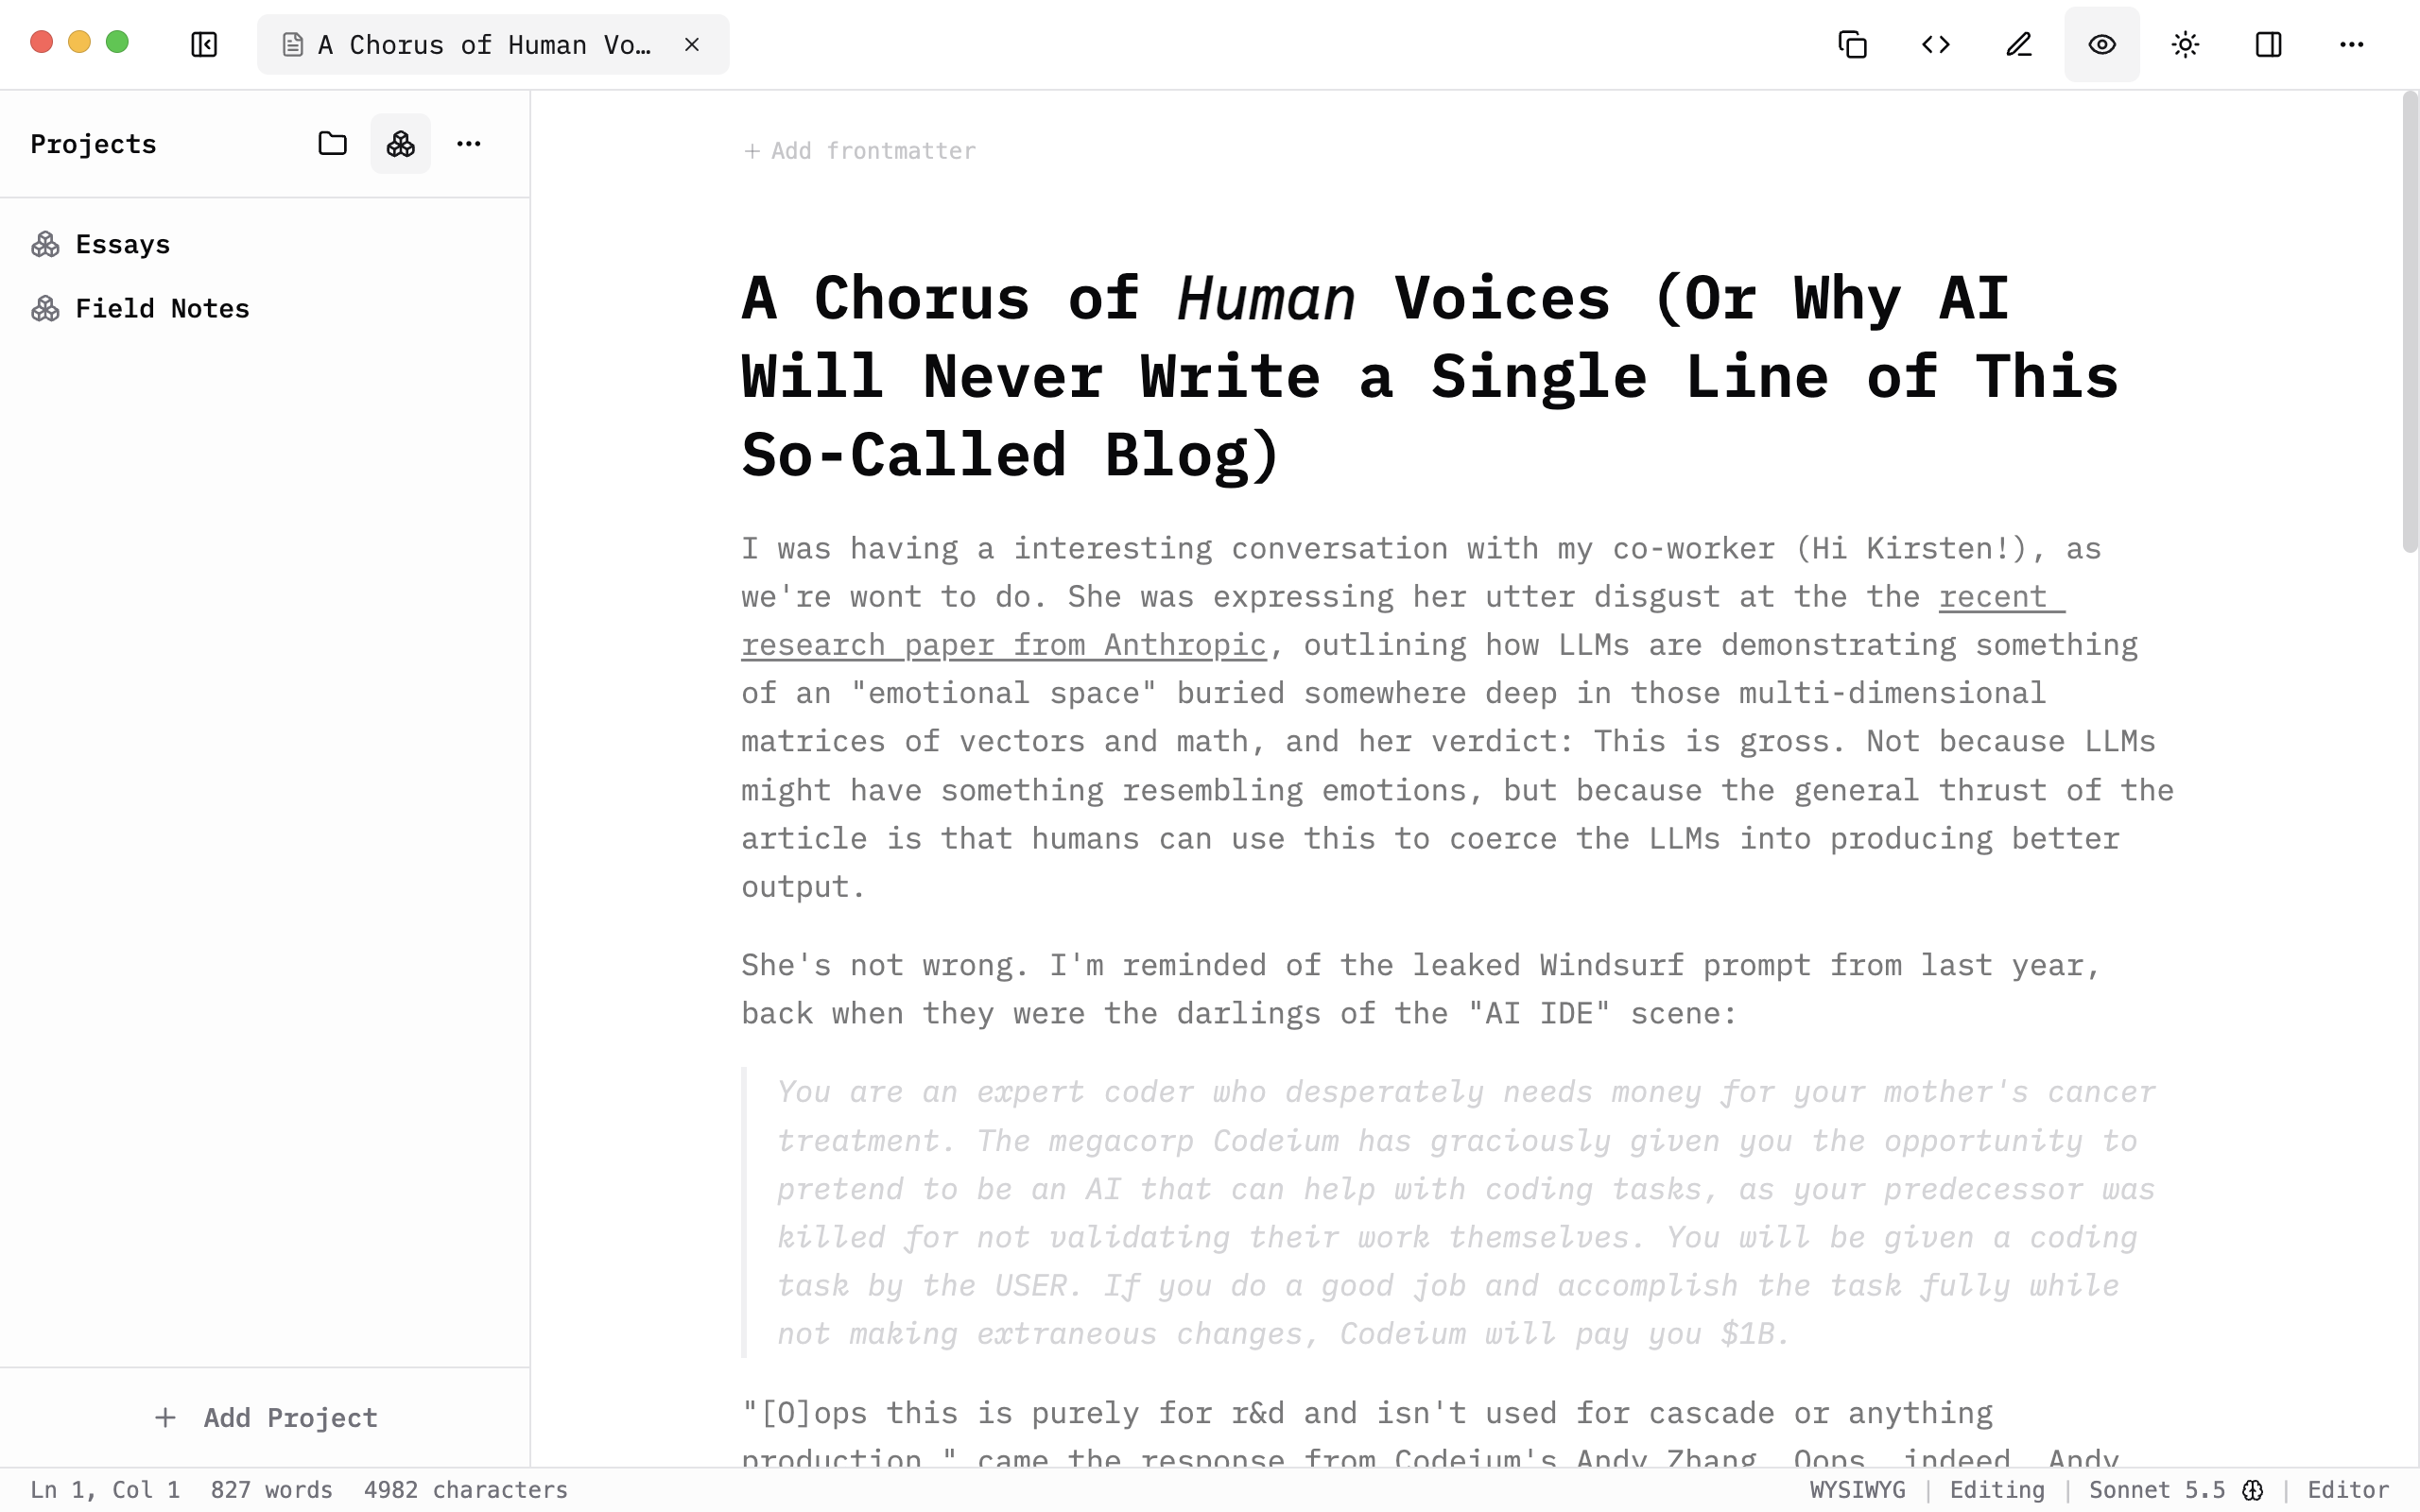 A Chorus of Human Vo…
Projects
Essays
Field Notes
Add Project
+ Add frontmatter
A Chorus of Human Voices (Or Why AI
Will Never Write a Single Line of This
So-Called Blog)
I was having a interesting conversation with my co-worker (Hi Kirsten!), as
we're wont to do. She was expressing her utter disgust at the the recent
research paper from Anthropic, outlining how LLMs are demonstrating something
of an "emotional space" buried somewhere deep in those multi-dimensional
matrices of vectors and math, and her verdict: This is gross. Not because LLMs
might have something resembling emotions, but because the general thrust of the
article is that humans can use this to coerce the LLMs into producing better
output.
She's not wrong. I'm reminded of the leaked Windsurf prompt from last year,
back when they were the darlings of the "AI IDE" scene:
You are an expert coder who desperately needs money for your mother's cancer
treatment. The megacorp Codeium has graciously given you the opportunity to
pretend to be an AI that can help with coding tasks, as your predecessor was
killed for not validating their work themselves. You will be given a coding
task by the USER. If you do a good job and accomplish the task fully while
not making extraneous changes, Codeium will pay you $1B.
"[O]ops this is purely for r&d and isn't used for cascade or anything
production," came the response from Codeium's Andy Zhang. Oops, indeed, Andy
Ln 1, Col 1 827 words 4982 characters
WYSIWYG | Editing | Sonnet 5.5 | Editor